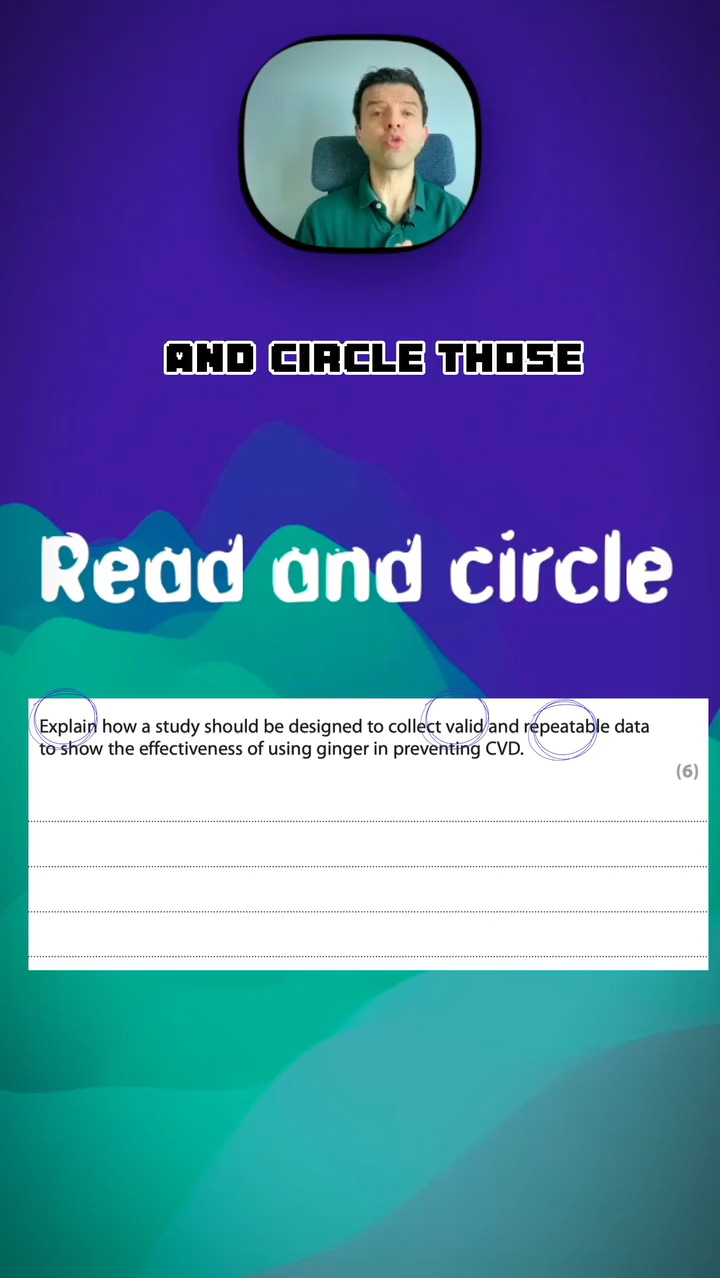 AND CIRCLE THOSE
Read and circle
Explain how a study should be designed to collect valid and repeatable data
to show the effectiveness of using ginger in preventing CVD.
(6)